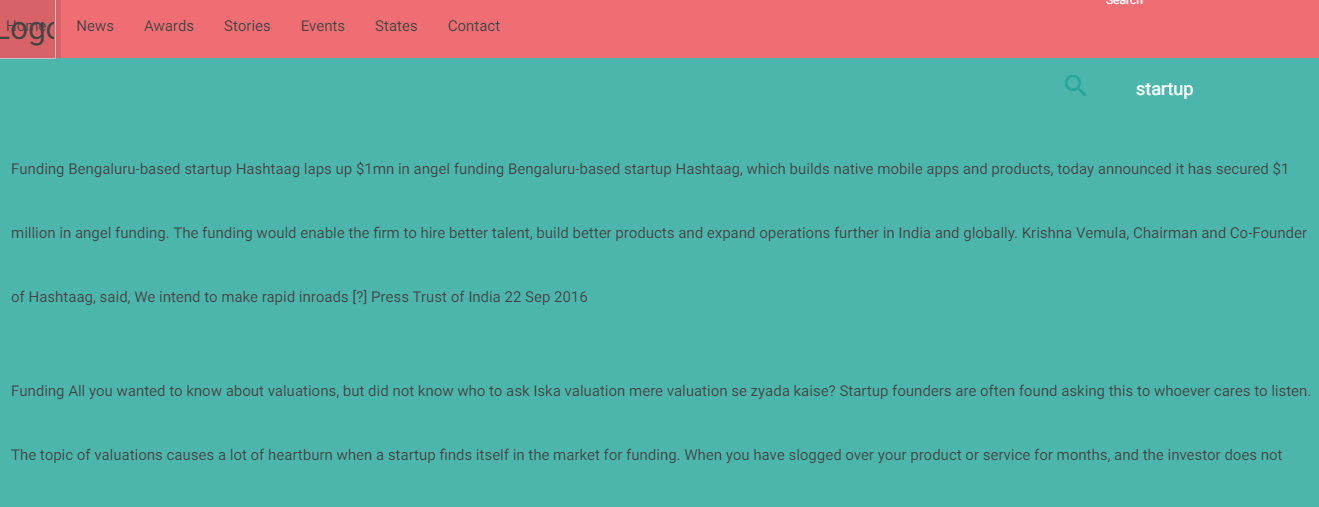 Search
Logo
Home News Awards Stories Events States Contact
startup
Funding Bengaluru-based startup Hashtaag laps up $1mn in angel funding Bengaluru-based startup Hashtaag, which builds native mobile apps and products, today announced it has secured $1
million in angel funding. The funding would enable the firm to hire better talent, build better products and expand operations further in India and globally. Krishna Vemula, Chairman and Co-Founder
of Hashtaag, said, We intend to make rapid inroads [?] Press Trust of India 22 Sep 2016
Funding All you wanted to know about valuations, but did not know who to ask Iska valuation mere valuation se zyada kaise? Startup founders are often found asking this to whoever cares to listen.
The topic of valuations causes a lot of heartburn when a startup finds itself in the market for funding. When you have slogged over your product or service for months, and the investor does not